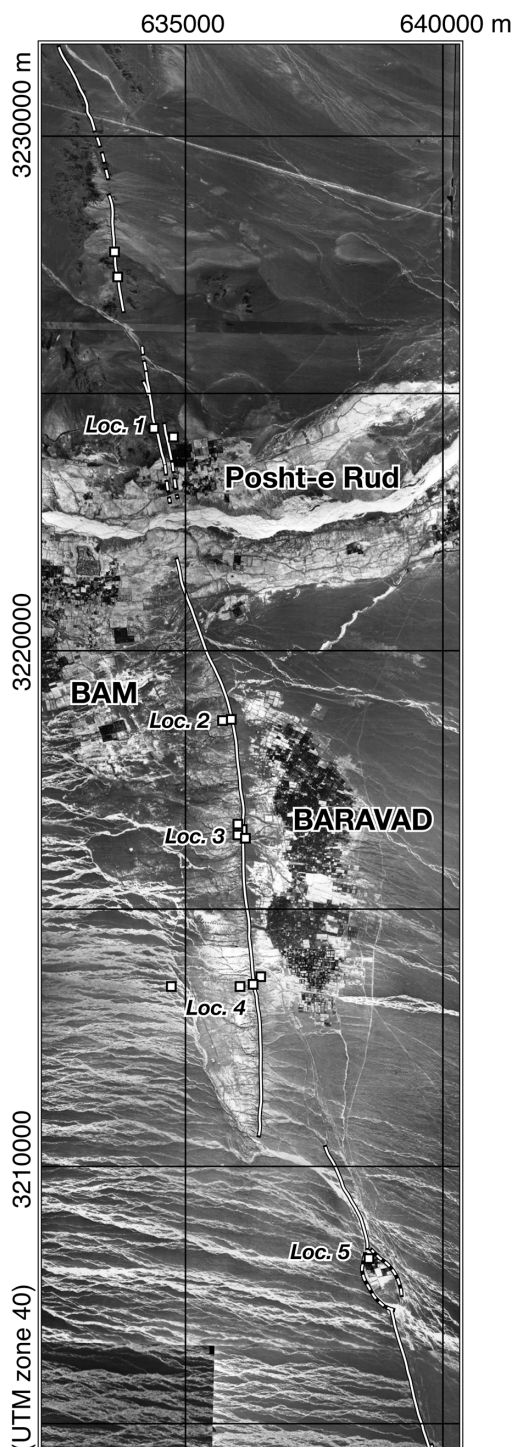 635000
640000 m
3230000 m
Loc. 1
Posht-e Rud
3220000
BAM
Loc. 2
BARAVAD
Loc. 3
Loc. 4
3210000
Loc. 5
(UTM zone 40)